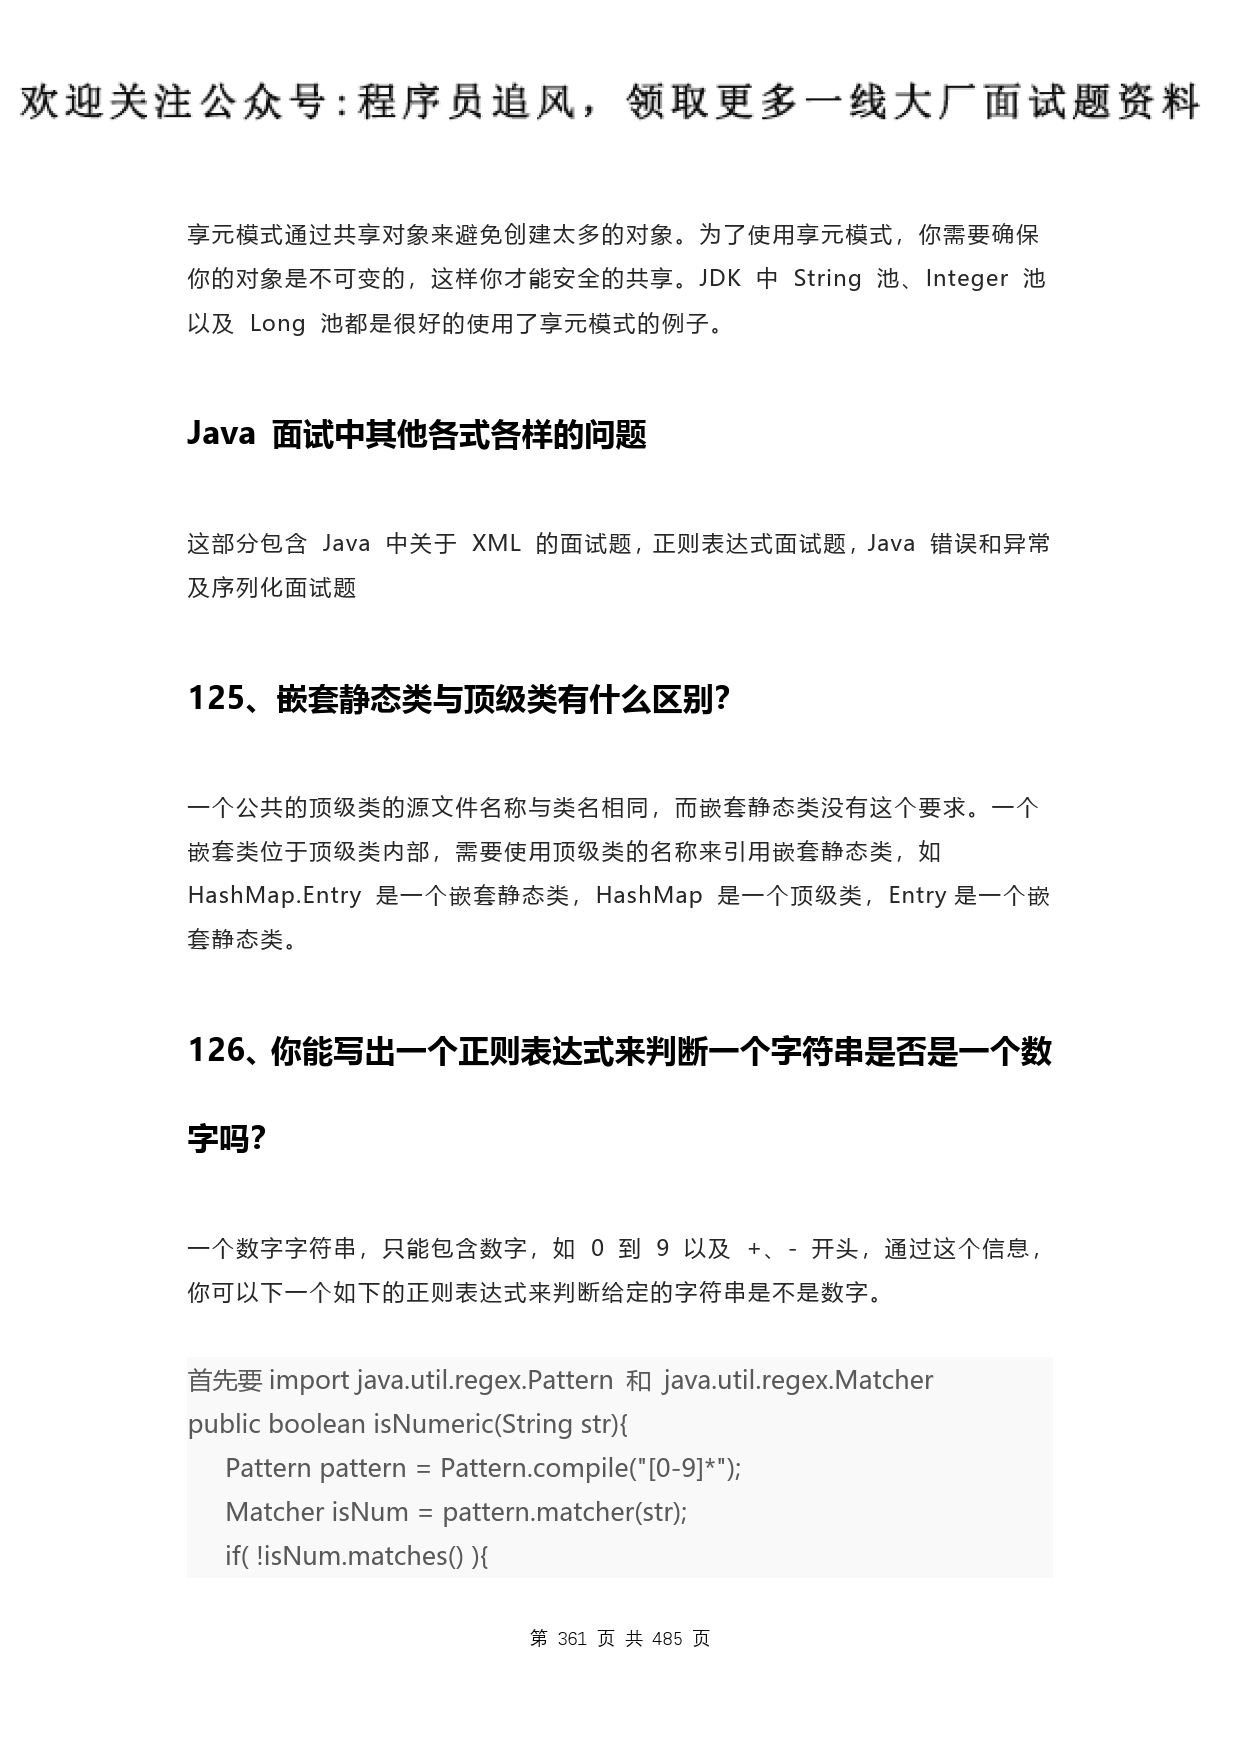 欢迎关注公众号:程序员追风，领取更多一线大厂面试题资料
享元模式通过共享对象来避免创建太多的对象。为了使用享元模式，你需要确保
你的对象是不可变的，这样你才能安全的共享。JDK 中 String 池、Integer 池
以及 Long 池都是很好的使用了享元模式的例子。
Java 面试中其他各式各样的问题
这部分包含 Java 中关于 XML 的面试题，正则表达式面试题，Java 错误和异常
及序列化面试题
125、嵌套静态类与顶级类有什么区别？
一个公共的顶级类的源文件名称与类名相同，而嵌套静态类没有这个要求。一个
嵌套类位于顶级类内部，需要使用顶级类的名称来引用嵌套静态类，如
HashMap.Entry 是一个嵌套静态类，HashMap 是一个顶级类，Entry 是一个嵌
套静态类。
126、你能写出一个正则表达式来判断一个字符串是否是一个数
字吗？
一个数字字符串，只能包含数字，如 0 到 9 以及 +、- 开头，通过这个信息，
你可以下一个如下的正则表达式来判断给定的字符串是不是数字。
首先要 import java.util.regex.Pattern 和 java.util.regex.Matcher
public boolean isNumeric(String str){
Pattern pattern = Pattern.compile("[0-9]*");
Matcher isNum = pattern.matcher(str);
if( !isNum.matches() ){
第 361 页 共 485 页